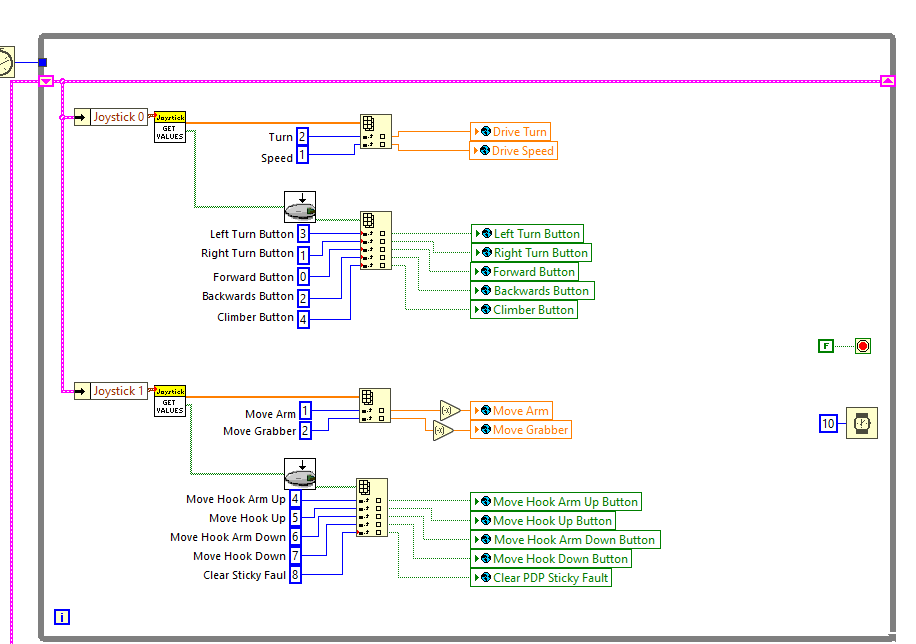 Joystick 0
Joystick
GET
VALUES
Turn 2
Speed 1
Drive Turn
Drive Speed
Left Turn Button 3
Right Turn Button 1
Forward Button 0
Backwards Button 2
Climber Button 4
Left Turn Button
Right Turn Button
Forward Button
Backwards Button
Climber Button
F
Joystick 1
Joystick
GET
VALUES
Move Arm 1
Move Grabber 2
(-x)
(-x)
Move Arm
Move Grabber
10
Move Hook Arm Up 4
Move Hook Up 5
Move Hook Arm Down 6
Move Hook Down 7
Clear Sticky Faul 8
Move Hook Arm Up Button
Move Hook Up Button
Move Hook Arm Down Button
Move Hook Down Button
Clear PDP Sticky Fault
i